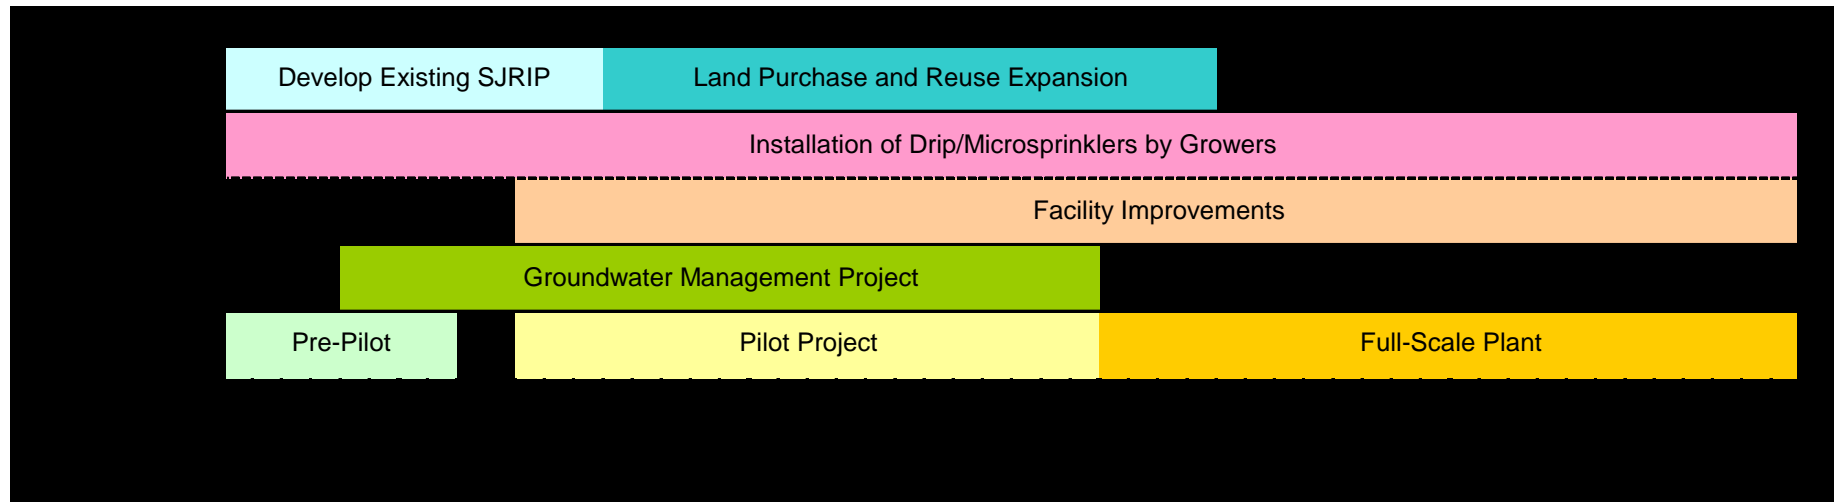 Develop Existing SJRIP
Land Purchase and Reuse Expansion
Installation of Drip/Microsprinklers by Growers
Facility Improvements
Groundwater Management Project
Pre-Pilot
Pilot Project
Full-Scale Plant